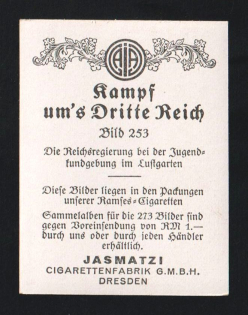 AJA
Kampf
um's Dritte Reich
Bild 253
Die Reichsregierung bei der Jugend-
kundgebung im Lustgarten
Diese Bilder liegen in den Packungen
unserer Ramses-Cigaretten
Sammelalben für die 273 Bilder sind
gegen Voreinsendung von RM 1.—
durch uns oder durch jeden Händler
erhältlich.
JASMATZI
CIGARETTENFABRIK G.M.B.H.
DRESDEN